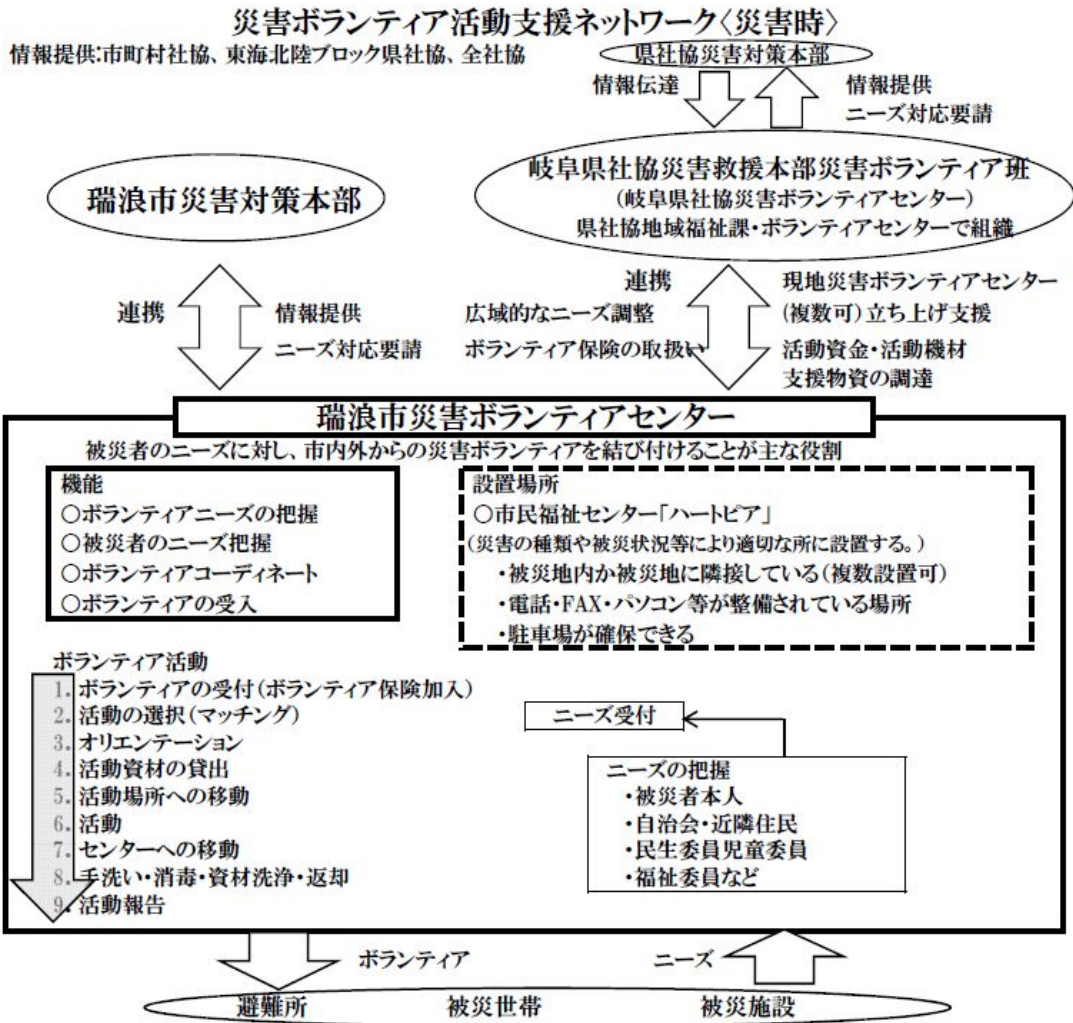 災害ボランティア活動支援ネットワーク〈災害時〉
情報提供:市町村社協、東海北陸ブロック県社協、全社協
県社協災害対策本部
情報伝達
情報提供
ニーズ対応要請
瑞浪市災害対策本部
岐阜県社協災害救援本部災害ボランティア班
(岐阜県社協災害ボランティアセンター)
県社協地域福祉課・ボランティアセンターで組織
連携
情報提供
ニーズ対応要請
連携
広域的なニーズ調整
ボランティア保険の取扱い
現地災害ボランティアセンター
(複数可)立ち上げ支援
活動資金・活動機材
支援物資の調達
瑞浪市災害ボランティアセンター
被災者のニーズに対し、市内外からの災害ボランティアを結び付けることが主な役割
機能
○ボランティアニーズの把握
○被災者のニーズ把握
○ボランティアコーディネート
○ボランティアの受入
設置場所
○市民福祉センター「ハートピア」
(災害の種類や被災状況等により適切な所に設置する。)
・被災地内か被災地に隣接している(複数設置可)
・電話・FAX・パソコン等が整備されている場所
・駐車場が確保できる
ボランティア活動
1. ボランティアの受付(ボランティア保険加入)
2. 活動の選択(マッチング)
3. オリエンテーション
4. 活動資材の貸出
5. 活動場所への移動
6. 活動
7. センターへの移動
8. 手洗い・消毒・資材洗浄・返却
9. 活動報告
ニーズ受付
ニーズの把握
・被災者本人
・自治会・近隣住民
・民生委員児童委員
・福祉委員など
ボランティア
ニーズ
避難所 被災世帯 被災施設